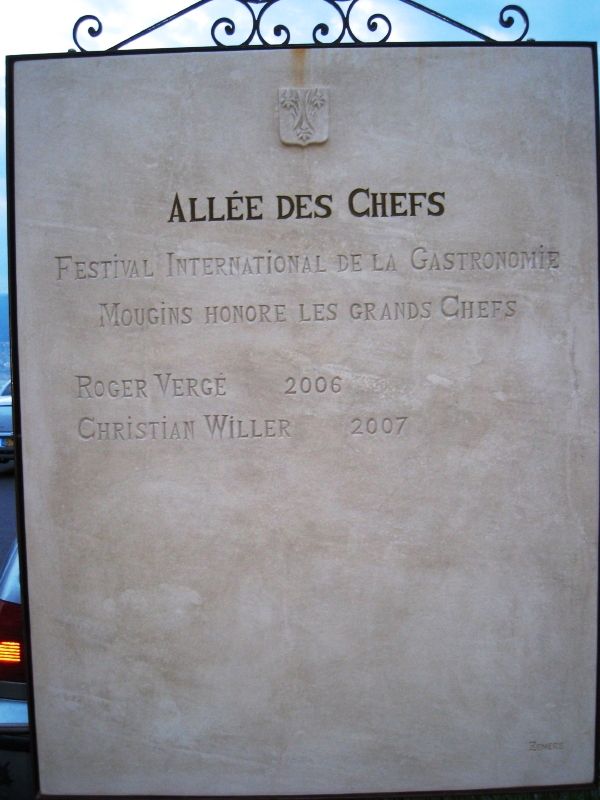 ALLÉE DES CHEFS
FESTIVAL INTERNATIONAL DE LA GASTRONOMIE
MOUGINS HONORE LES GRANDS CHEFS
ROGER VERGÉ 2006
CHRISTIAN WILLER 2007